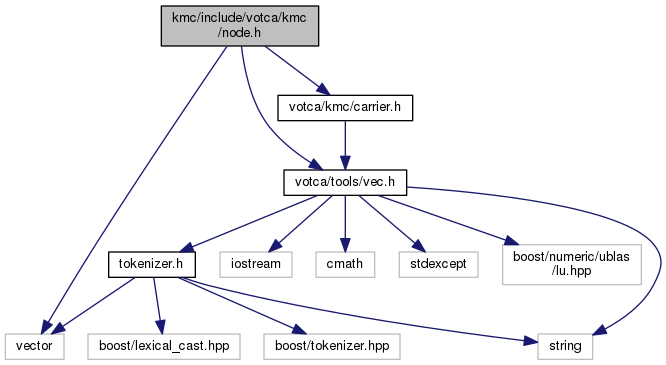 kmc/include/votca/kmc
/node.h
votca/kmc/carrier.h
votca/tools/vec.h
tokenizer.h
iostream
cmath
stdexcept
boost/numeric/ublas
/lu.hpp
vector
boost/lexical_cast.hpp
boost/tokenizer.hpp
string